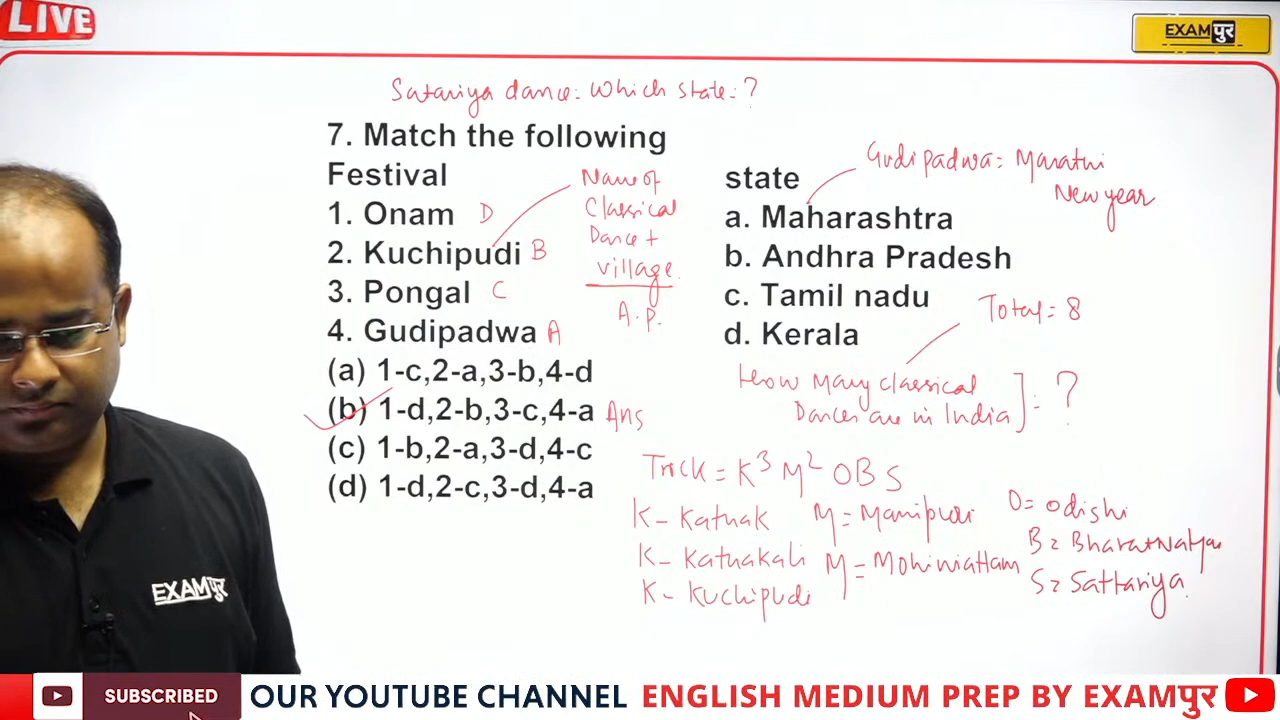 LIVE
EXAMपुर
Satariya dance:- which state:- ?
7. Match the following
Festival
state
1. Onam D
2. Kuchipudi B
3. Pongal C
4. Gudipadwa A
Name of
Classical
Dance +
village
A.P.
Gudipadwa: Marathi
New year
a. Maharashtra
b. Andhra Pradesh
c. Tamil nadu
d. Kerala
Total = 8
(a) 1-c,2-a,3-b,4-d
(b) 1-d,2-b,3-c,4-a Ans
(c) 1-b,2-a,3-d,4-c
(d) 1-d,2-c,3-d,4-a
How Many classical
Dances are in India ] :- ?
Trick = K³ M² OBS
K- Kathak
K- Kathakali
K- Kuchipudi
M = Manipuri
M = Mohiniattam
O = odishi
B = Bharatnatyam
S = Sattariya
EXAMपुर
SUBSCRIBED
OUR YOUTUBE CHANNEL ENGLISH MEDIUM PREP BY EXAMपुर